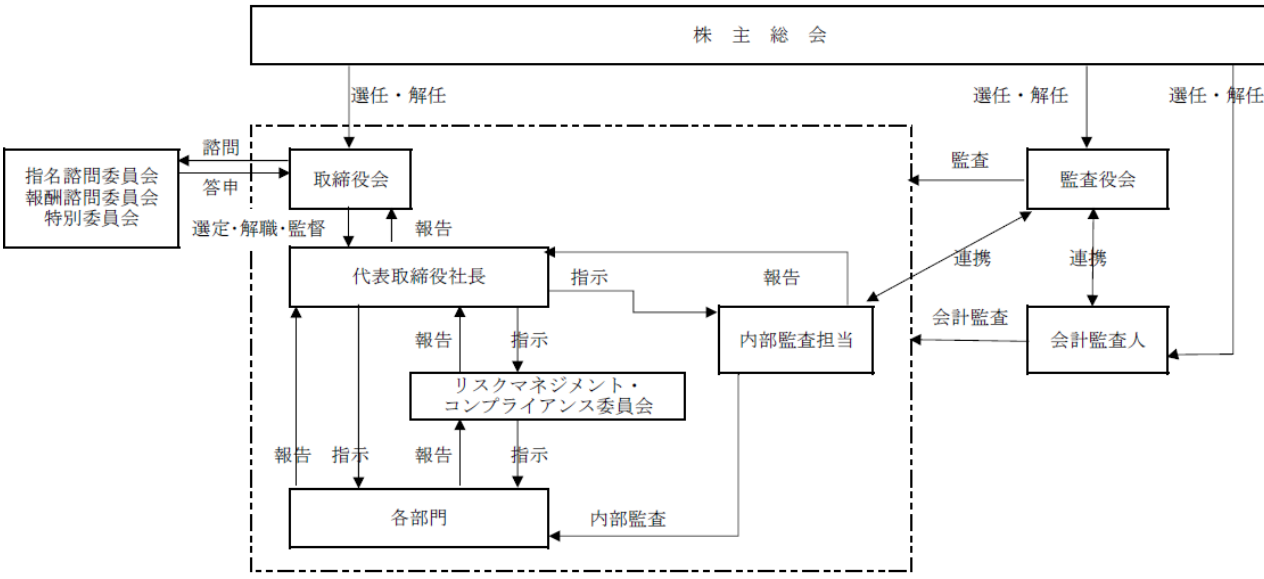 株 主 総 会
選任・解任
選任・解任
選任・解任
諮問
答申
指名諮問委員会
報酬諮問委員会
特別委員会
取締役会
監査
監査役会
選定・解職・監督
報告
代表取締役社長
指示
報告
連携
連携
報告
指示
内部監査担当
会計監査
会計監査人
リスクマネジメント・
コンプライアンス委員会
報告
指示
報告
指示
各部門
内部監査